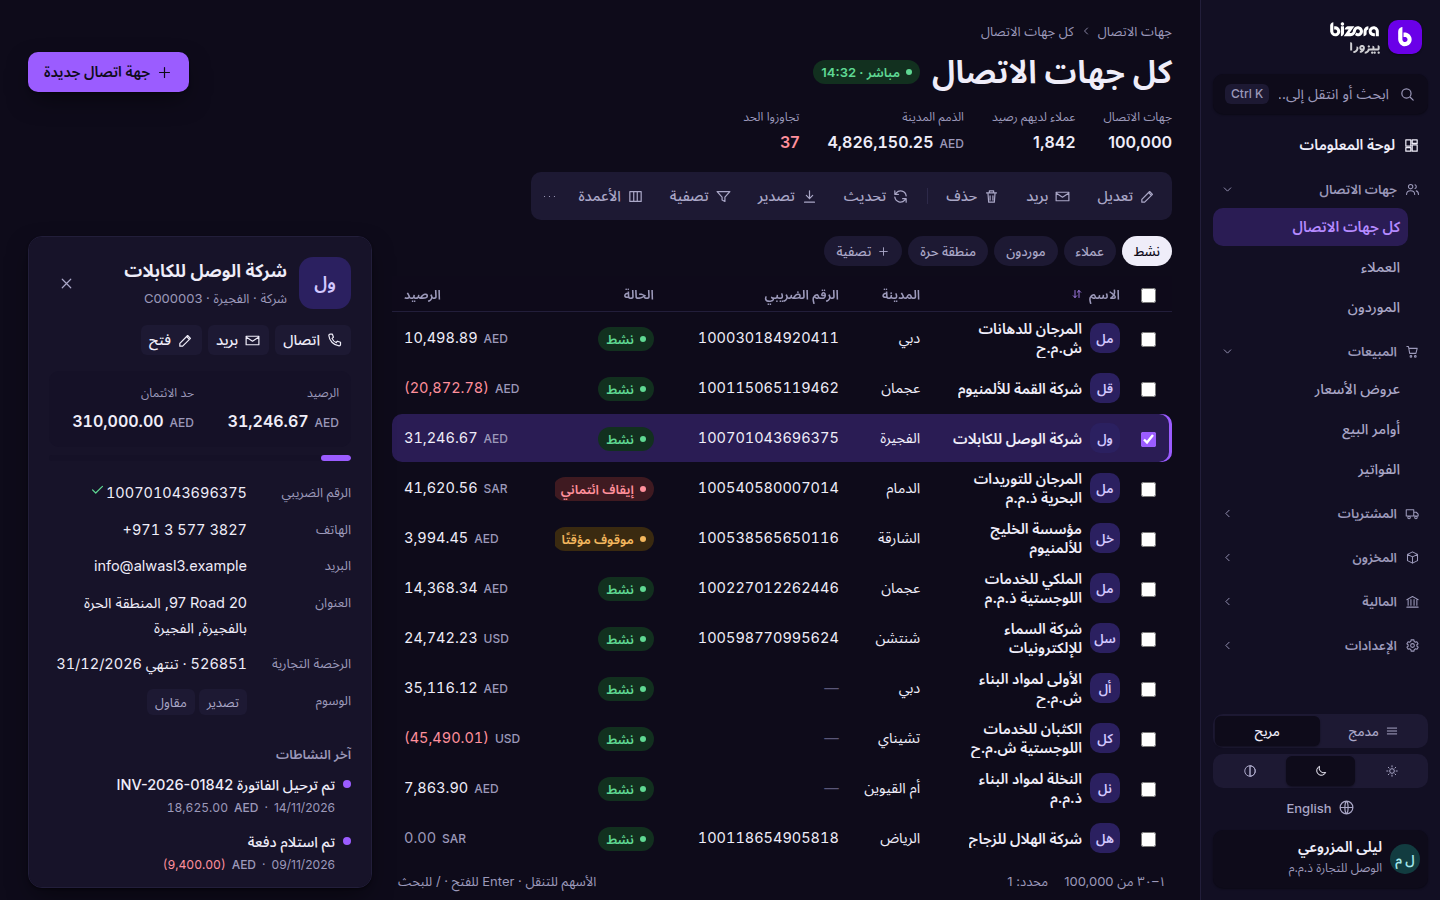 bizora
بيزورا
ابحث أو انتقل إلى.. Ctrl K
لوحة المعلومات
جهات الاتصال
كل جهات الاتصال
العملاء
الموردون
المبيعات
عروض الأسعار
أوامر البيع
الفواتير
المشتريات
المخزون
المالية
الإعدادات
مدمج
مريح
English
ل م
ليلى المزروعي
الوصل للتجارة ذ.م.م
جهات الاتصال › كل جهات الاتصال
كل جهات الاتصال
مباشر · 14:32
+ جهة اتصال جديدة
جهات الاتصال
100,000
عملاء لديهم رصيد
1,842
الذمم المدينة
4,826,150.25 AED
تجاوزوا الحد
37
تعديل بريد حذف تحديث تصدير تصفية الأعمدة ...
نشط عملاء موردون منطقة حرة + تصفية
الاسم المدينة الرقم الضريبي الحالة الرصيد
مل المرجان للدهانات ش.م.ح دبي 100030184920411 نشط 10,498.89 AED
قل شركة القمة للألمنيوم عجمان 100115065119462 نشط (20,872.78) AED
ول شركة الوصل للكابلات الفجيرة 100701043696375 نشط 31,246.67 AED
مل المرجان للتوريدات البحرية ذ.م.م الدمام 100540580007014 إيقاف ائتماني 41,620.56 SAR
خل مؤسسة الخليج للألمنيوم الشارقة 100538565650116 موقوف مؤقتًا 3,994.45 AED
مل الملكي للخدمات اللوجستية ذ.م.م عجمان 100227012262446 نشط 14,368.34 AED
سل شركة السماء للإلكترونيات شنتشن 100598770995624 نشط 24,742.23 USD
أل الأولى لمواد البناء ش.م.ح دبي — نشط 35,116.12 AED
كل الكثبان للخدمات اللوجستية ش.م.ح تشيناي — نشط (45,490.01) USD
نل النخلة لمواد البناء ذ.م.م أم القيوين — نشط 7,863.90 AED
هل شركة الهلال للزجاج الرياض 100118654905818 نشط 0.00 SAR
١–٣٠ من 100,000 محدد: 1
الأسهم للتنقل · Enter للفتح · / للبحث
ول
شركة الوصل للكابلات
شركة · الفجيرة · C000003
اتصال بريد فتح
الرصيد
31,246.67 AED
حد الائتمان
310,000.00 AED
الرقم الضريبي 100701043696375
الهاتف +971 3 577 3827
البريد info@alwasl3.example
العنوان 97 Road 20, المنطقة الحرة
بالفجيرة, الفجيرة
الرخصة التجارية 526851 · تنتهي 31/12/2026
الوسوم تصدير مقاول
آخر النشاطات
تم ترحيل الفاتورة INV-2026-01842
14/11/2026 · 18,625.00 AED
تم استلام دفعة
09/11/2026 · (9,400.00) AED